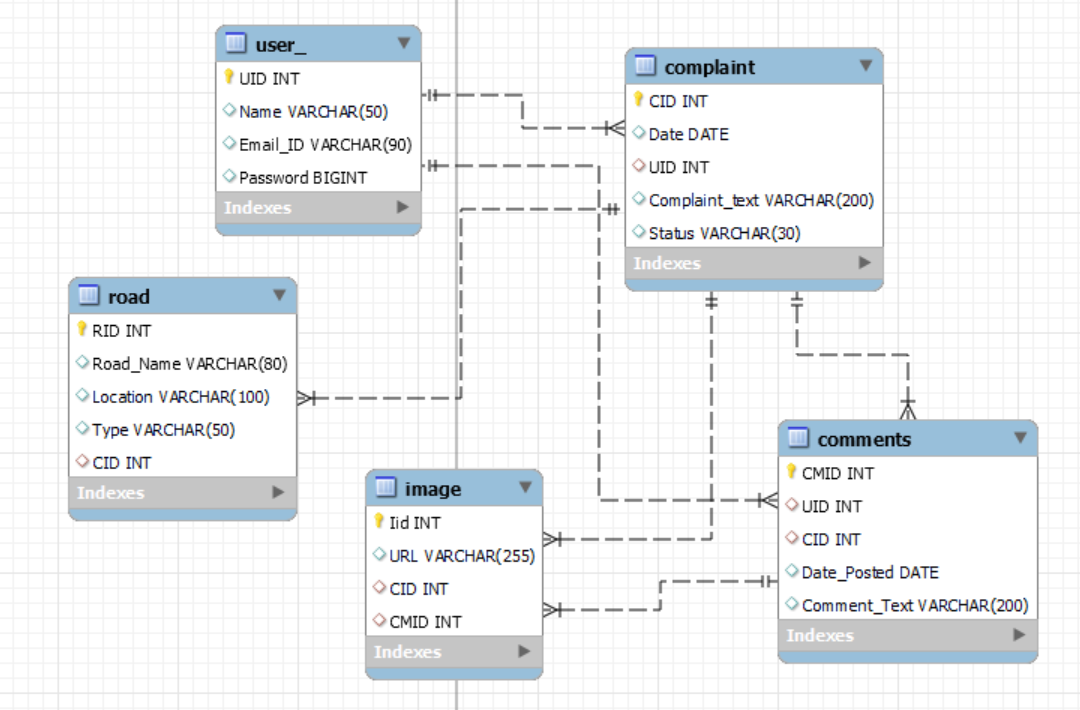 user_
UID INT
Name VARCHAR(50)
Email_ID VARCHAR(90)
Password BIGINT
Indexes
complaint
CID INT
Date DATE
UID INT
Complaint_text VARCHAR(200)
Status VARCHAR(30)
Indexes
road
RID INT
Road_Name VARCHAR(80)
Location VARCHAR(100)
Type VARCHAR(50)
CID INT
Indexes
image
Iid INT
URL VARCHAR(255)
CID INT
CMID INT
Indexes
comments
CMID INT
UID INT
CID INT
Date_Posted DATE
Comment_Text VARCHAR(200)
Indexes